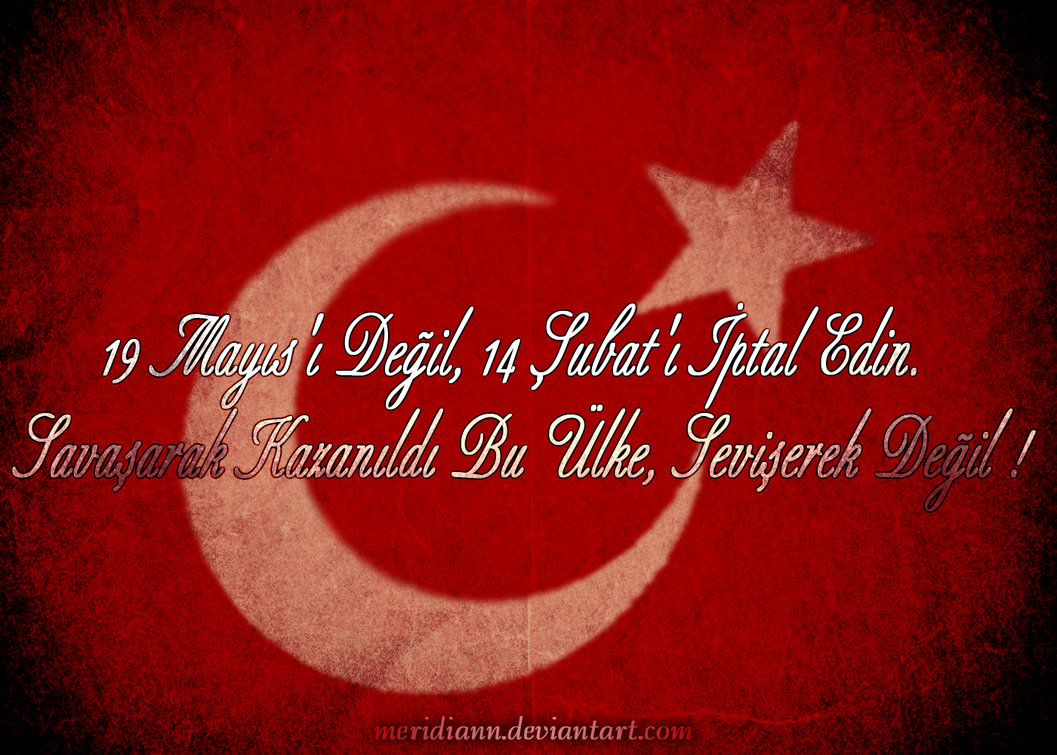 19 Mayıs'ı Değil, 14 Şubat'ı İptal Edin.
Savaşarak Kazanıldı Bu Ülke, Sevişerek Değil !
meridiann.deviantart.com